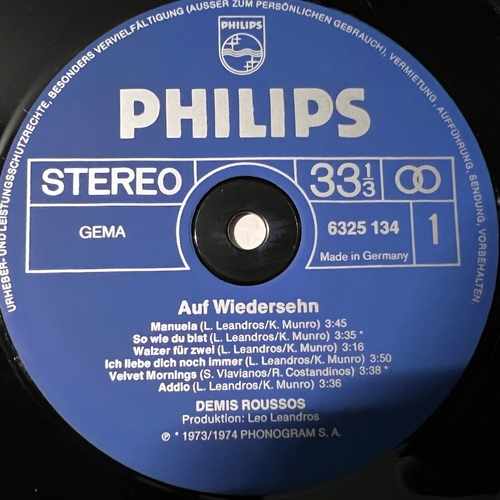 URHEBER- UND LEISTUNGSSCHUTZRECHTE, BESONDERS VERVIELFÄLTIGUNG (AUSSER ZUM PERSÖNLICHEN GEBRAUCH), VERMIETUNG, AUFFÜHRUNG, SENDUNG, VORBEHALTEN.
PHILIPS
PHILIPS
STEREO
33 1/3
GEMA
6325 134
1
Made in Germany
Auf Wiedersehn
Manuela (L. Leandros/K. Munro) 3:45
So wie du bist (L. Leandros/K. Munro) 3:35 *
Walzer für zwei (L. Leandros/K. Munro) 3:16
Ich liebe dich noch immer (L. Leandros/K. Munro) 3:50
Velvet Mornings (S. Vlavianos/R. Costandinos) 3:38 *
Addio (L. Leandros/K. Munro) 3:36
DEMIS ROUSSOS
Produktion: Leo Leandros
℗ * 1973/1974 PHONOGRAM S. A.